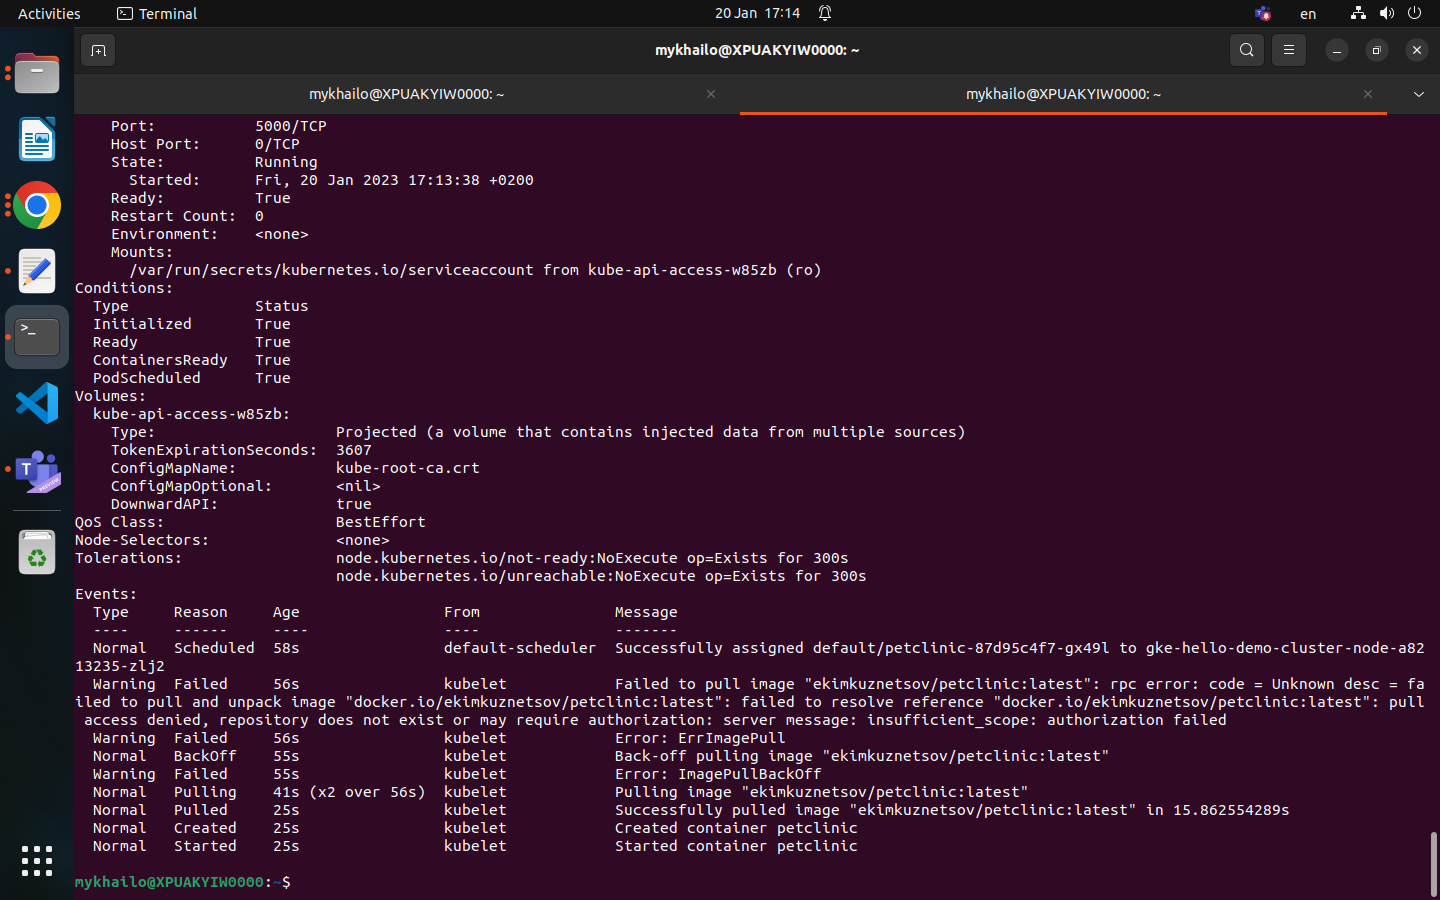 Activities Terminal 20 Jan 17:14 en
mykhailo@XPUAKYIW0000: ~
mykhailo@XPUAKYIW0000: ~ mykhailo@XPUAKYIW0000: ~
Port: 5000/TCP
Host Port: 0/TCP
State: Running
Started: Fri, 20 Jan 2023 17:13:38 +0200
Ready: True
Restart Count: 0
Environment: <none>
Mounts:
/var/run/secrets/kubernetes.io/serviceaccount from kube-api-access-w85zb (ro)
Conditions:
Type Status
Initialized True
Ready True
ContainersReady True
PodScheduled True
Volumes:
kube-api-access-w85zb:
Type: Projected (a volume that contains injected data from multiple sources)
TokenExpirationSeconds: 3607
ConfigMapName: kube-root-ca.crt
ConfigMapOptional: <nil>
DownwardAPI: true
QoS Class: BestEffort
Node-Selectors: <none>
Tolerations: node.kubernetes.io/not-ready:NoExecute op=Exists for 300s
node.kubernetes.io/unreachable:NoExecute op=Exists for 300s
Events:
Type Reason Age From Message
---- ------ ---- ---- -------
Normal Scheduled 58s default-scheduler Successfully assigned default/petclinic-87d95c4f7-gx49l to gke-hello-demo-cluster-node-a82
13235-zlj2
Warning Failed 56s kubelet Failed to pull image "ekimkuznetsov/petclinic:latest": rpc error: code = Unknown desc = fa
iled to pull and unpack image "docker.io/ekimkuznetsov/petclinic:latest": failed to resolve reference "docker.io/ekimkuznetsov/petclinic:latest": pull
access denied, repository does not exist or may require authorization: server message: insufficient_scope: authorization failed
Warning Failed 56s kubelet Error: ErrImagePull
Normal BackOff 55s kubelet Back-off pulling image "ekimkuznetsov/petclinic:latest"
Warning Failed 55s kubelet Error: ImagePullBackOff
Normal Pulling 41s (x2 over 56s) kubelet Pulling image "ekimkuznetsov/petclinic:latest"
Normal Pulled 25s kubelet Successfully pulled image "ekimkuznetsov/petclinic:latest" in 15.862554289s
Normal Created 25s kubelet Created container petclinic
Normal Started 25s kubelet Started container petclinic
mykhailo@XPUAKYIW0000:~$